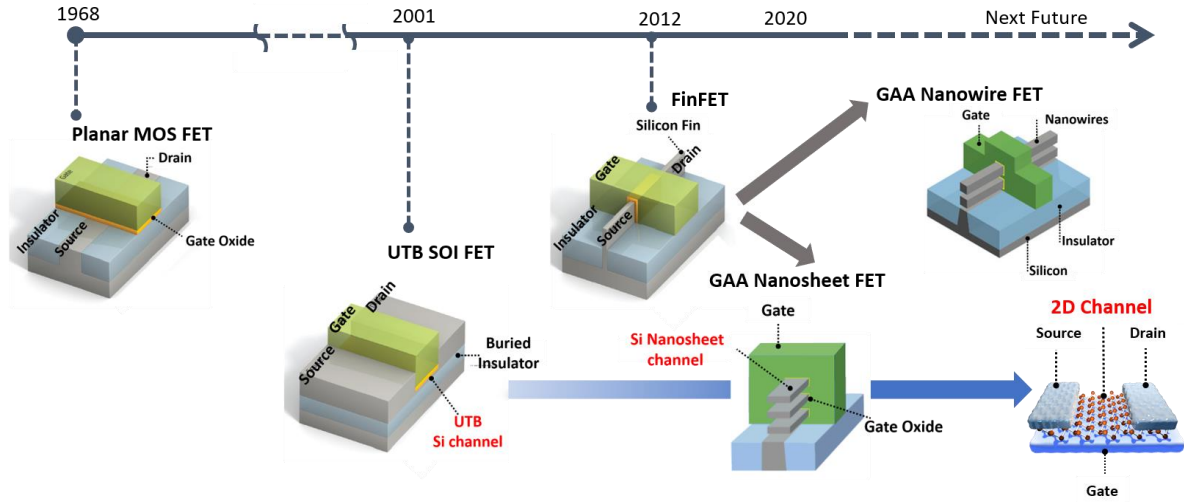 1968
2001
2012
2020
Next Future
Planar MOS FET
Drain
Gate
Insulator
Source
Gate Oxide
UTB SOI FET
Drain
Gate
Source
Buried
Insulator
UTB
Si channel
FinFET
Silicon Fin
Gate
Drain
Insulator
Source
GAA Nanowire FET
Gate
Nanowires
Insulator
Silicon
GAA Nanosheet FET
Gate
Si Nanosheet
channel
Gate Oxide
2D Channel
Source
Drain
Gate